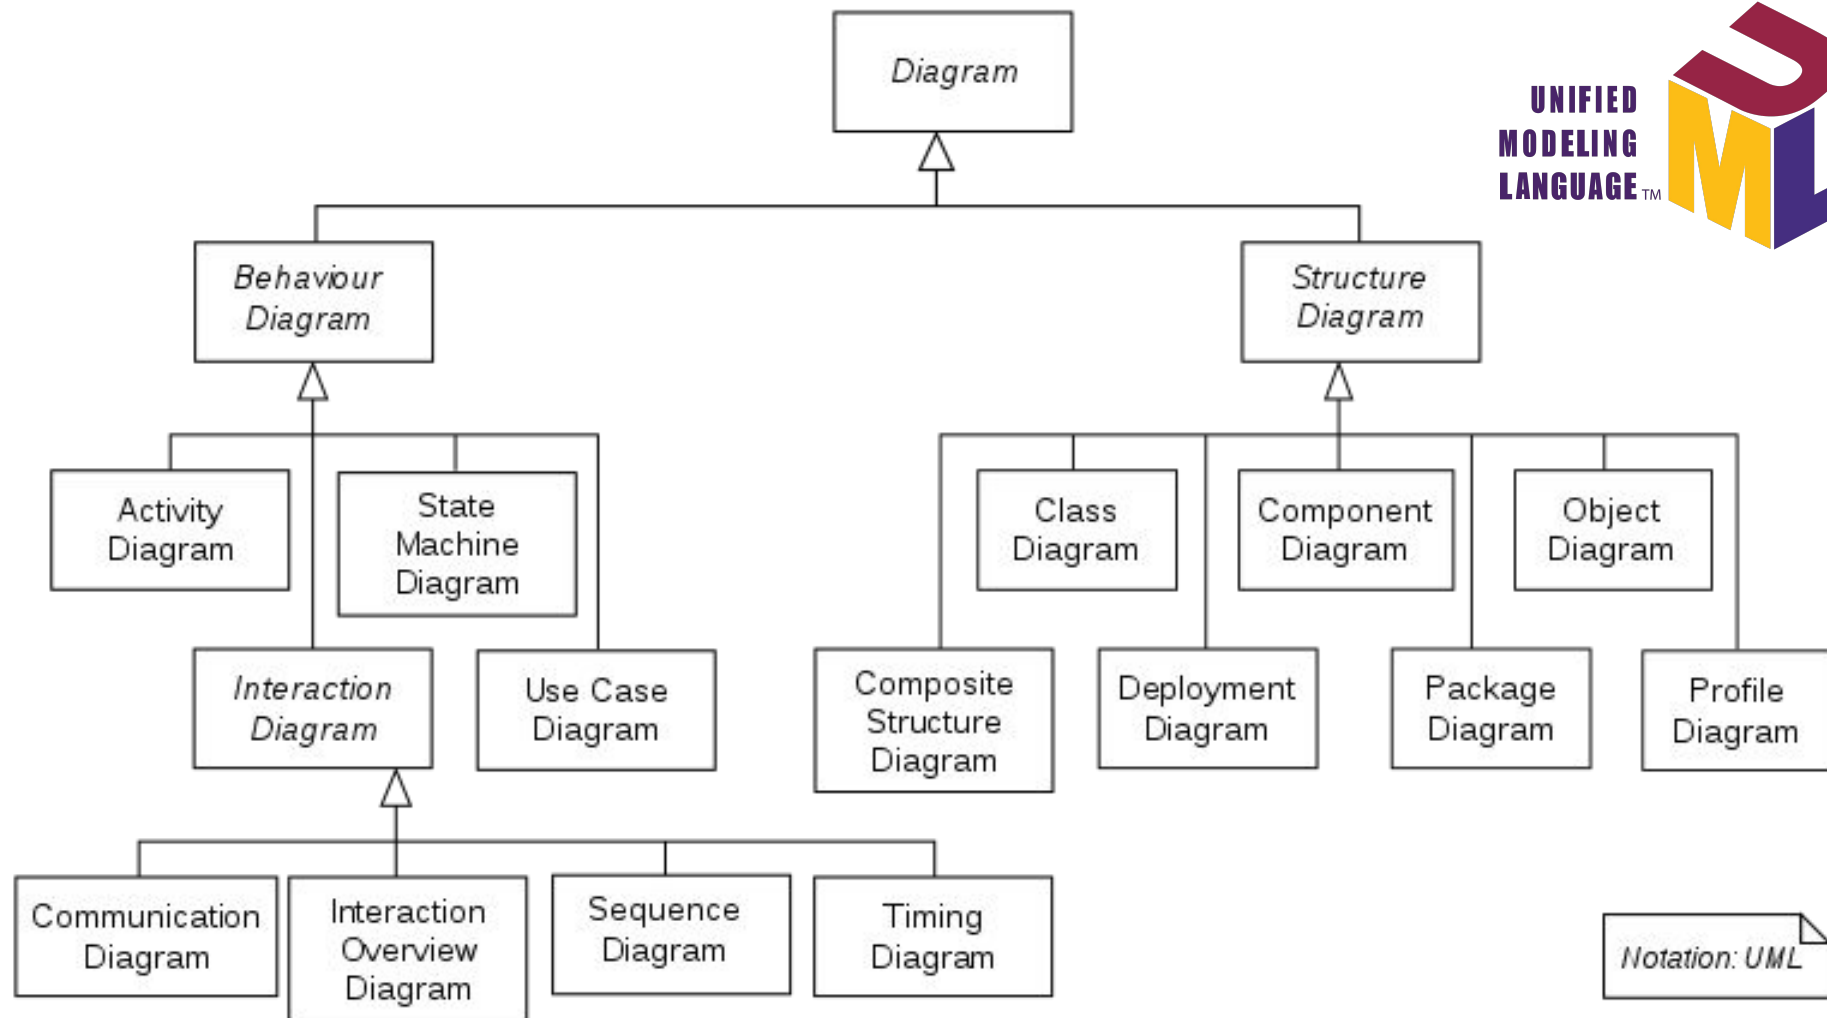 Diagram
UNIFIED
MODELING
LANGUAGE TM
UML
Behaviour
Diagram
Structure
Diagram
Activity
Diagram
State
Machine
Diagram
Class
Diagram
Component
Diagram
Object
Diagram
Interaction
Diagram
Use Case
Diagram
Composite
Structure
Diagram
Deployment
Diagram
Package
Diagram
Profile
Diagram
Communication
Diagram
Interaction
Overview
Diagram
Sequence
Diagram
Timing
Diagram
Notation: UML